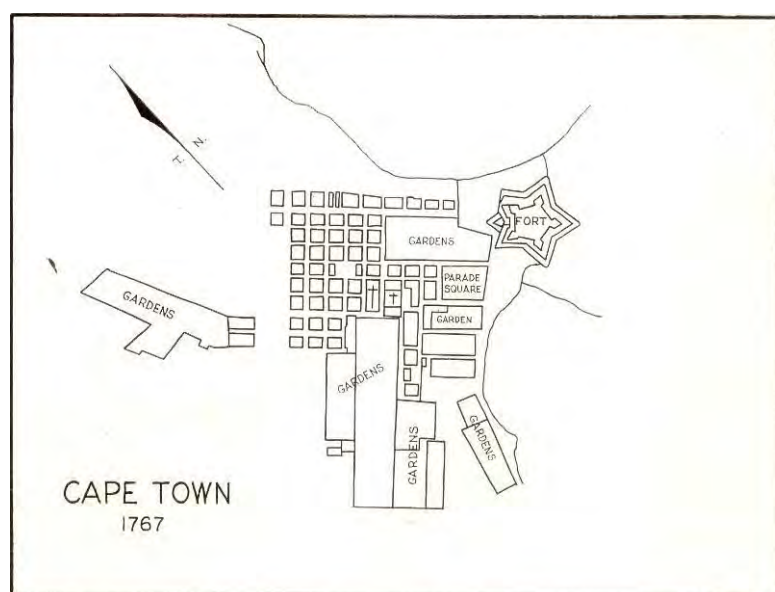 T. N.
FORT
GARDENS
PARADE
SQUARE
GARDENS
GARDEN
GARDENS
GARDENS
GARDENS
CAPE TOWN
1767